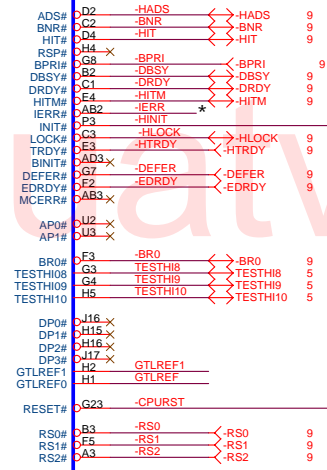 ADS# D2 -HADS -HADS 9
BNR# C2 -BNR -BNR 9
HIT# D4 -HIT -HIT 9
RSP# H4
BPRI# G8 -BPRI -BPRI 9
DBSY# B2 -DBSY -DBSY 9
DRDY# C1 -DRDY -DRDY 9
HITM# E4 -HITM -HITM 9
IERR# AB2 -IERR *
INIT# P3 -HINIT
LOCK# C3 -HLOCK -HLOCK 9
TRDY# E3 -HTRDY -HTRDY 9
BINIT# AD3
DEFER# G7 -DEFER -DEFER 9
EDRDY# F2 -EDRDY -EDRDY 9
MCERR# AB3
AP0# U2
AP1# U3
BR0# F3 -BR0 -BR0 9
TESTHI08 G3 TESTHI8 TESTHI8 5
TESTHI09 G4 TESTHI9 TESTHI9 5
TESTHI10 H5 TESTHI10 TESTHI10 5
DP0# J16
DP1# H15
DP2# H16
DP3# J17
GTLREF1 H2 GTLREF1
GTLREF0 H1 GTLREF
RESET# G23 -CPURST
RS0# B3 -RS0 -RS0 9
RS1# F5 -RS1 -RS1 9
RS2# A3 -RS2 -RS2 9